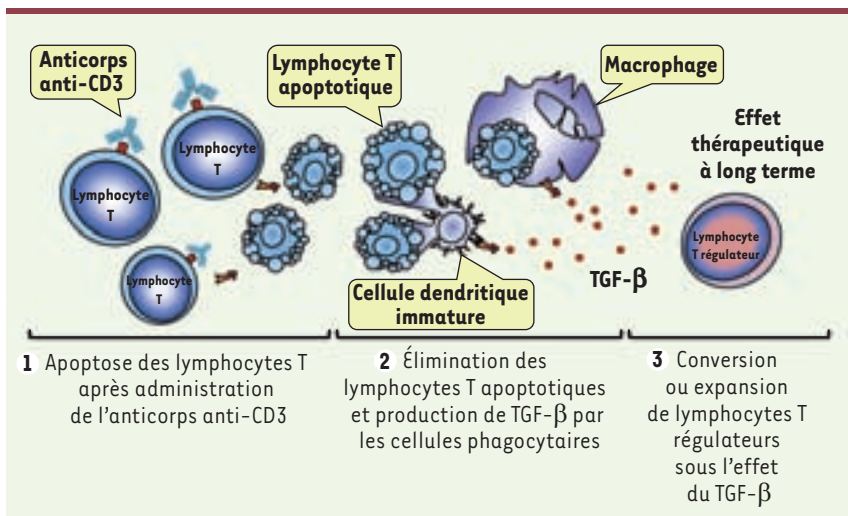 Anticorps
anti-CD3
Lymphocyte T
apoptotique
Macrophage
Effet
thérapeutique
à long terme
Lymphocyte
T
Lymphocyte
T
Lymphocyte
T
Lymphocyte
T régulateur
TGF-β
Cellule dendritique
immature
1 Apoptose des lymphocytes T
après administration
de l'anticorps anti-CD3
2 Élimination des
lymphocytes T apoptotiques
et production de TGF-β par
les cellules phagocytaires
3 Conversion
ou expansion
de lymphocytes T
régulateurs
sous l'effet
du TGF-β